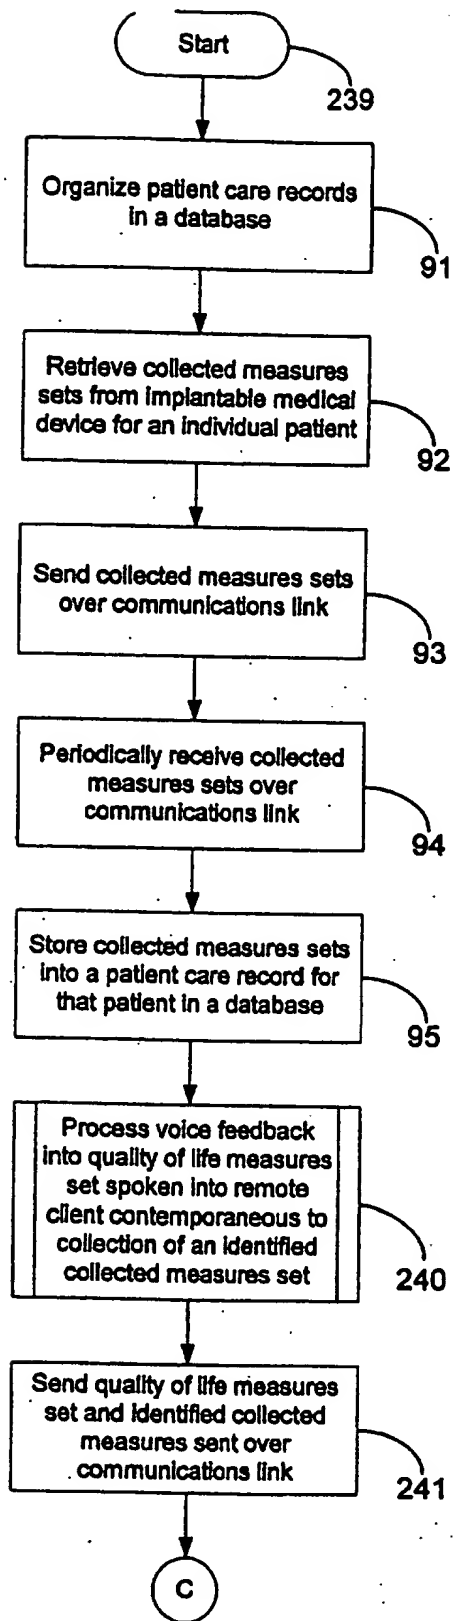 Start
239
Organize patient care records
in a database
91
Retrieve collected measures
sets from implantable medical
device for an individual patient
92
Send collected measures sets
over communications link
93
Periodically receive collected
measures sets over
communications link
94
Store collected measures sets
into a patient care record for
that patient in a database
95
Process voice feedback
into quality of life measures
set spoken into remote
client contemporaneous to
collection of an identified
collected measures set
240
Send quality of life measures
set and identified collected
measures sent over
communications link
241
C